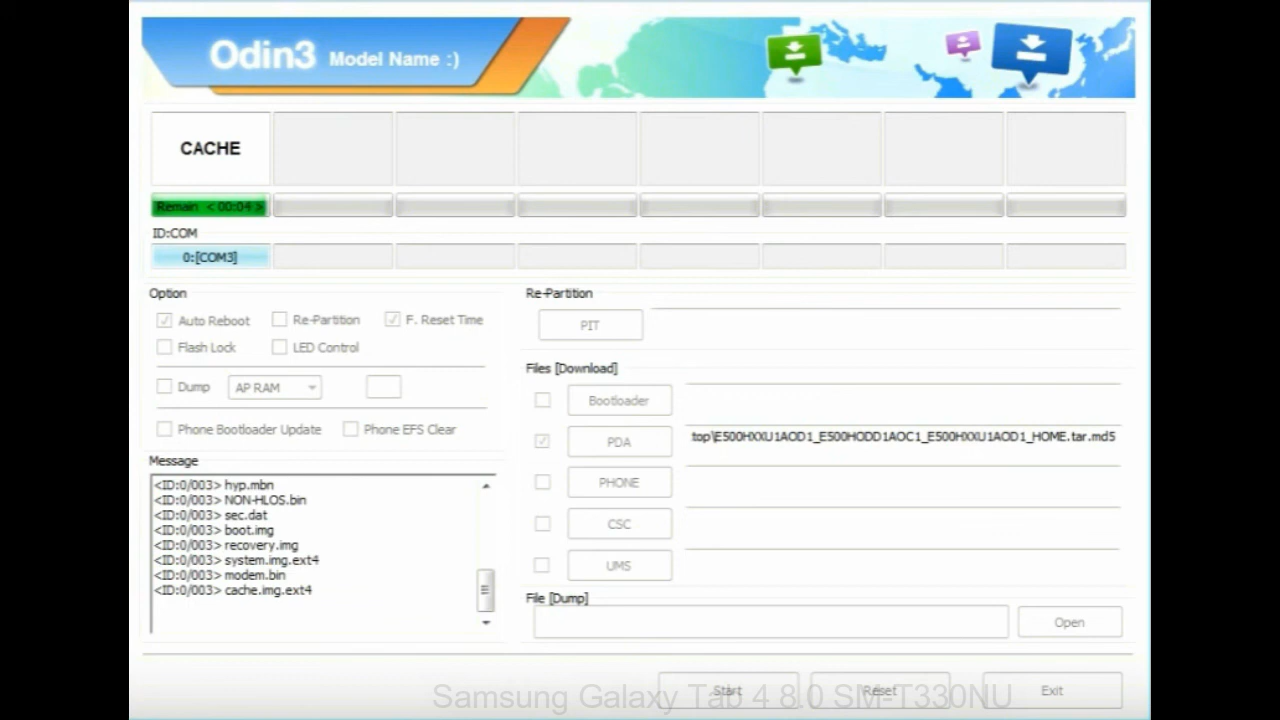 Odin3 Model Name :)
CACHE
Remain < 00:04 >
ID:COM
0:[COM3]
Option
Auto Reboot Re-Partition F. Reset Time
Flash Lock LED Control
Dump AP RAM
Phone Bootloader Update Phone EFS Clear
Message
<ID:0/003> hyp.mbn
<ID:0/003> NON-HLOS.bin
<ID:0/003> sec.dat
<ID:0/003> boot.img
<ID:0/003> recovery.img
<ID:0/003> system.img.ext4
<ID:0/003> modem.bin
<ID:0/003> cache.img.ext4
Re-Partition
PIT
Files [Download]
Bootloader
PDA top\E500HXXU1AOD1_E500HODD1AOC1_E500HXXU1AOD1_HOME.tar.md5
PHONE
CSC
UMS
File [Dump]
Open
Start Reset Exit
Samsung Galaxy Tab 4 8.0 SM-T330NU